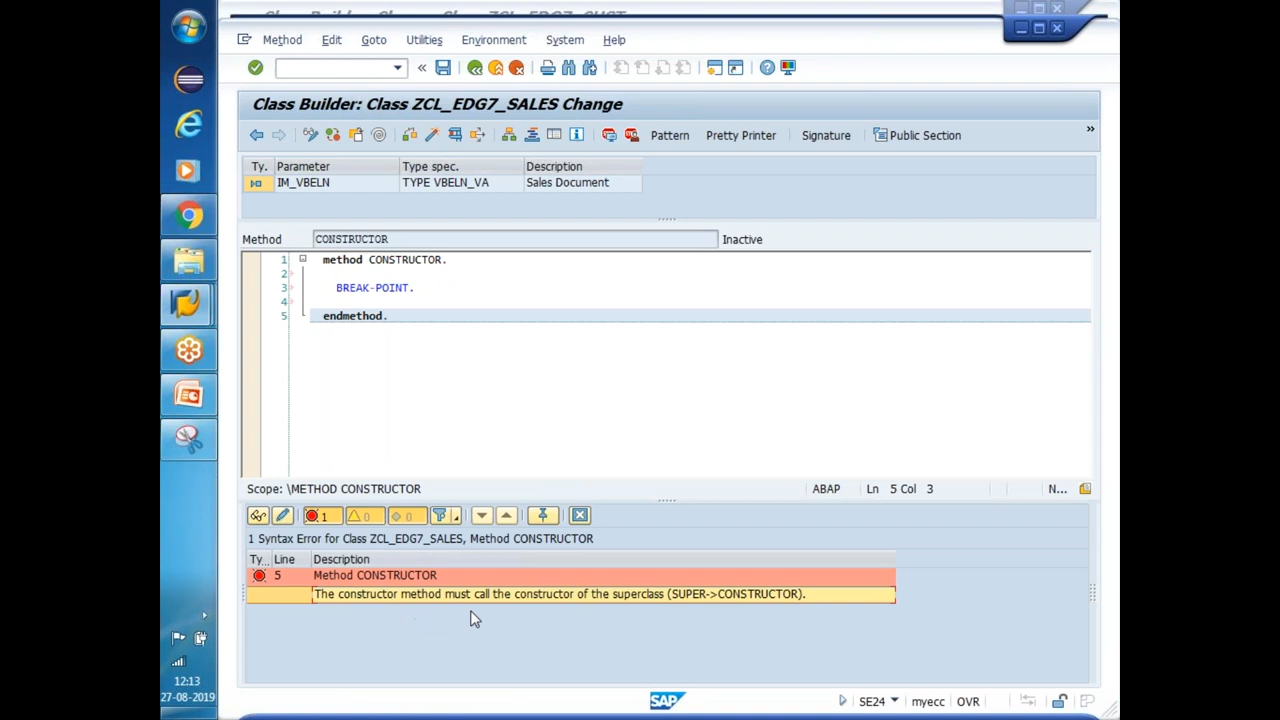 Method Edit Goto Utilities Environment System Help
Class Builder: Class ZCL_EDG7_SALES Change
Pattern Pretty Printer Signature Public Section
Ty. Parameter Type spec. Description
IM_VBELN TYPE VBELN_VA Sales Document
Method CONSTRUCTOR Inactive
1 method CONSTRUCTOR.
2
3 BREAK-POINT.
4
5 endmethod.
Scope: \METHOD CONSTRUCTOR ABAP Ln 5 Col 3 N...
1 0 0
1 Syntax Error for Class ZCL_EDG7_SALES, Method CONSTRUCTOR
Ty... Line Description
5 Method CONSTRUCTOR
The constructor method must call the constructor of the superclass (SUPER->CONSTRUCTOR).
12:13
27-08-2019
SAP SE24 myecc OVR